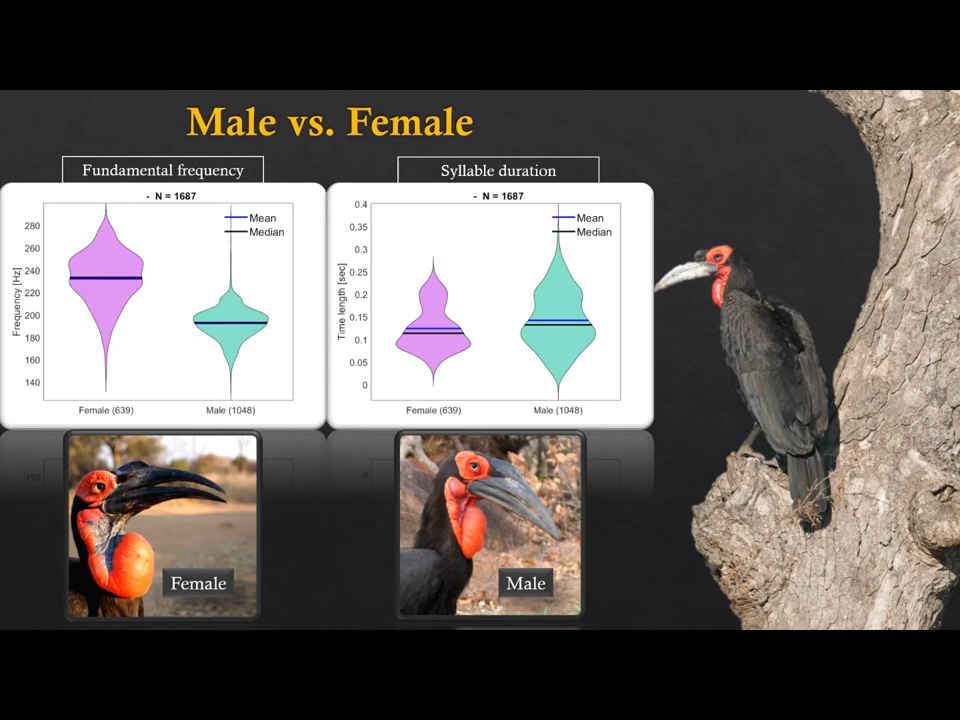 Male vs. Female
Fundamental frequency
- N = 1687
Mean
Median
280
260
240
220
200
180
160
140
Frequency [Hz]
Female (639)
Male (1048)
Syllable duration
- N = 1687
Mean
Median
0.4
0.35
0.3
0.25
0.2
0.15
0.1
0.05
0
Time length [sec]
Female (639)
Male (1048)
Female
Male